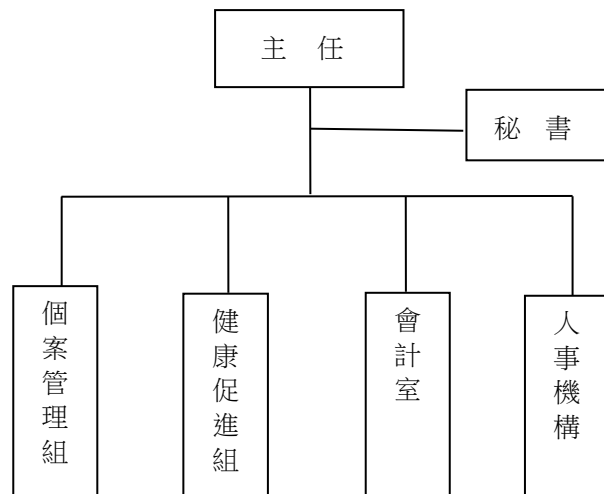 主　任
秘　書
個案管理組
健康促進組
會計室
人事機構